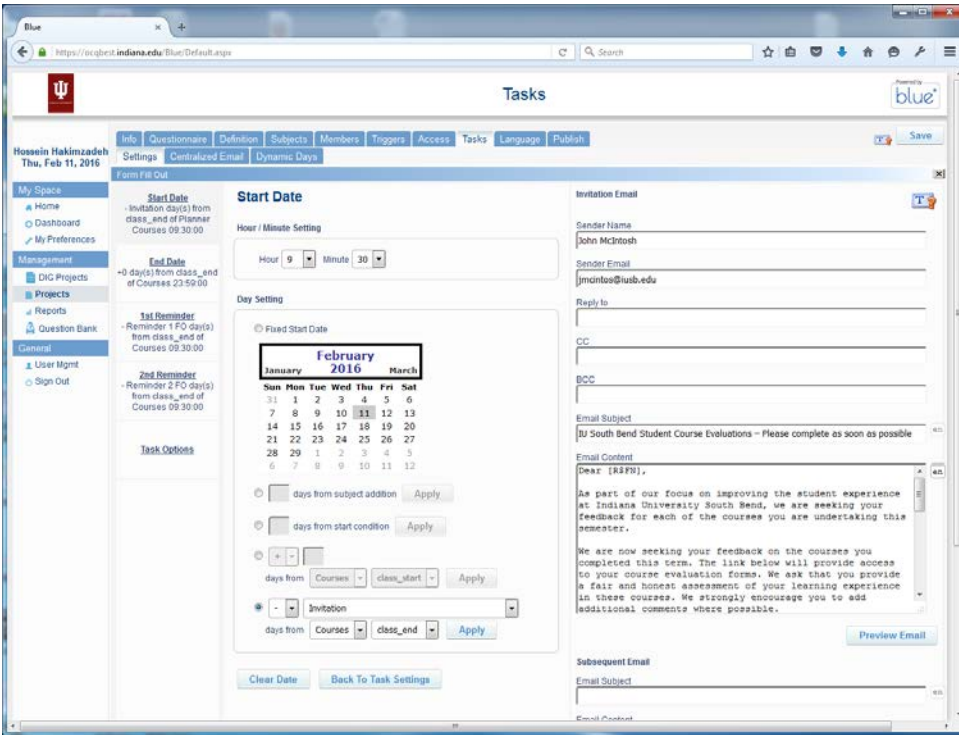 Blue
https://ocqbest.indiana.edu/Blue/Default.aspx
Search
Tasks
Powered by
blue
Hossein Hakimzadeh
Thu, Feb 11, 2016
Info Questionnaire Definition Subjects Members Triggers Access Tasks Language Publish
Save
Settings Centralized Email Dynamic Days
Form Fill Out
My Space
Home
Dashboard
My Preferences
Management
DIG Projects
Projects
Reports
Question Bank
General
User Mgmt
Sign Out
Start Date
- Invitation day(s) from
class_end of Planner
Courses 09:30:00
End Date
+0 day(s) from class_end
of Courses 23:59:00
1st Reminder
- Reminder 1 FO day(s)
from class_end of
Courses 09:30:00
2nd Reminder
- Reminder 2 FO day(s)
from class_end of
Courses 09:30:00
Task Options
Start Date
Hour / Minute Setting
Hour 9 Minute 30
Day Setting
Fixed Start Date
February
January 2016 March
Sun Mon Tue Wed Thu Fri Sat
31 1 2 3 4 5 6
7 8 9 10 11 12 13
14 15 16 17 18 19 20
21 22 23 24 25 26 27
28 29 1 2 3 4 5
6 7 8 9 10 11 12
days from subject addition Apply
days from start condition Apply
+ -
days from Courses class_start Apply
- Invitation
days from Courses class_end Apply
Clear Date Back To Task Settings
Invitation Email
Sender Name
John McIntosh
Sender Email
jmcintos@iusb.edu
Reply to
CC
BCC
Email Subject
IU South Bend Student Course Evaluations – Please complete as soon as possible
en
Email Content
en
Dear [R$FN],
As part of our focus on improving the student experience
at Indiana University South Bend, we are seeking your
feedback for each of the courses you are undertaking this
semester.
We are now seeking your feedback on the courses you
completed this term. The link below will provide access
to your course evaluation forms. We ask that you provide
a fair and honest assessment of your learning experience
in these courses. We strongly encourage you to add
additional comments where possible.
Preview Email
Subsequent Email
Email Subject
en
Email Content